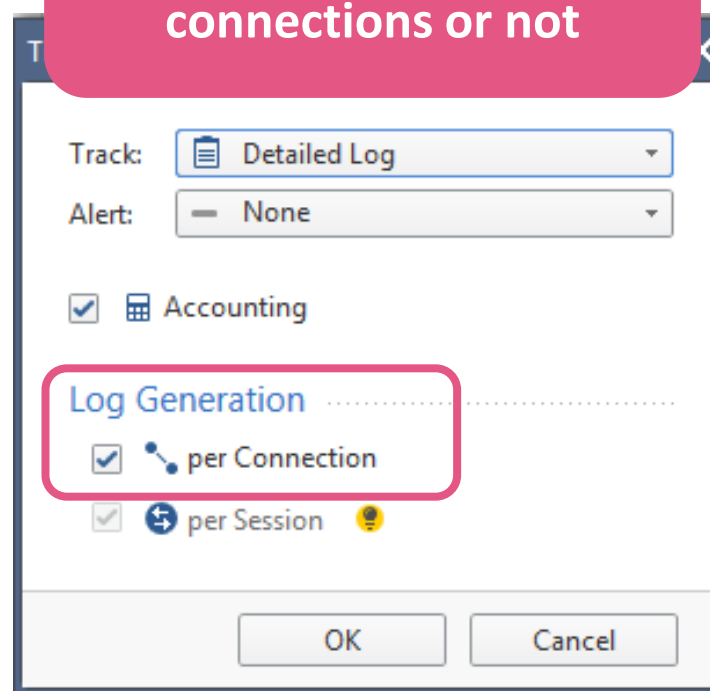 connections or not
T
Track: Detailed Log
Alert: None
Accounting
Log Generation
per Connection
per Session
OK Cancel